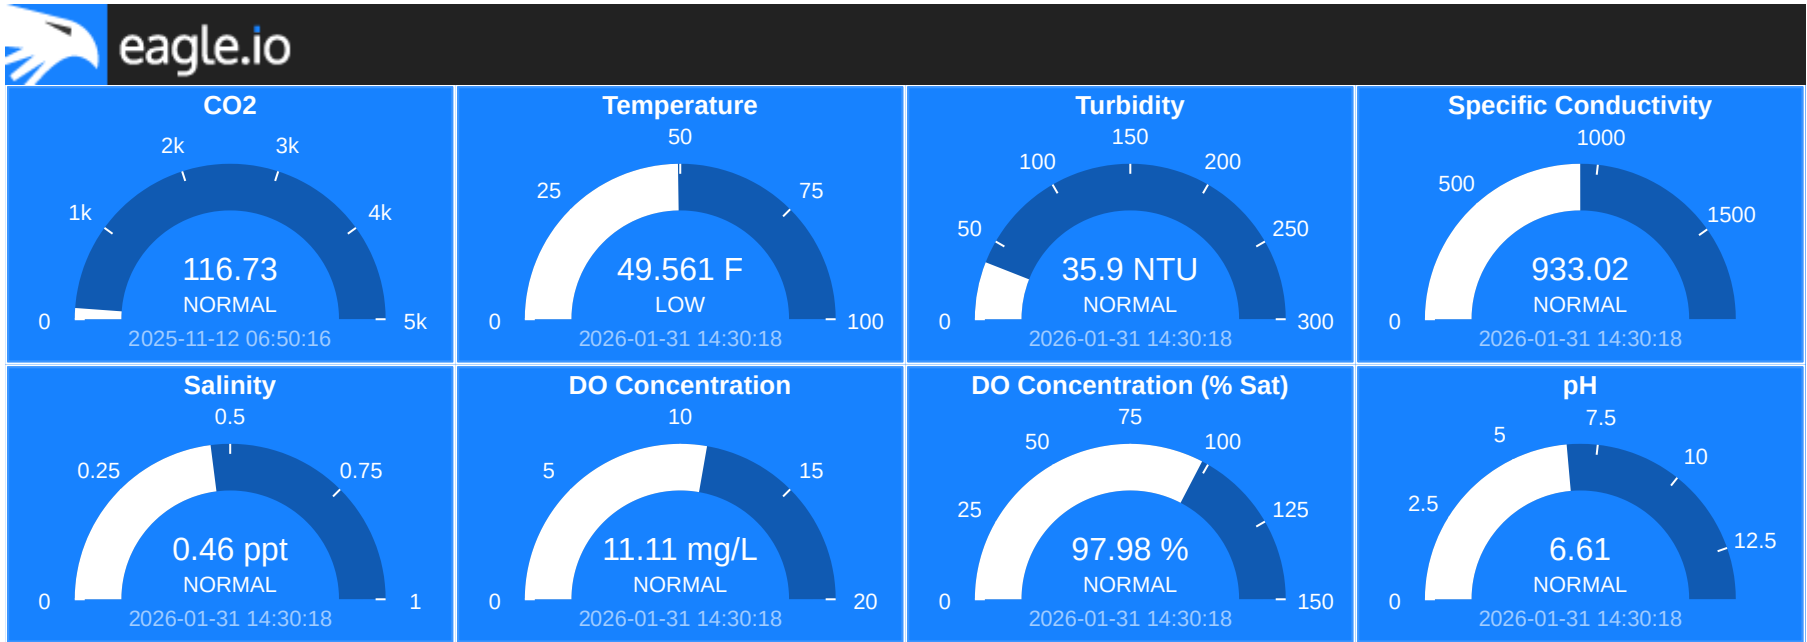 eagle.io
CO2
0
1k
2k
3k
4k
5k
116.73
NORMAL
2025-11-12 06:50:16
Temperature
0
25
50
75
100
49.561 F
LOW
2026-01-31 14:30:18
Turbidity
0
50
100
150
200
250
300
35.9 NTU
NORMAL
2026-01-31 14:30:18
Specific Conductivity
0
500
1000
1500
933.02
NORMAL
2026-01-31 14:30:18
Salinity
0
0.25
0.5
0.75
1
0.46 ppt
NORMAL
2026-01-31 14:30:18
DO Concentration
0
5
10
15
20
11.11 mg/L
NORMAL
2026-01-31 14:30:18
DO Concentration (% Sat)
0
25
50
75
100
125
150
97.98 %
NORMAL
2026-01-31 14:30:18
pH
0
2.5
5
7.5
10
12.5
6.61
NORMAL
2026-01-31 14:30:18